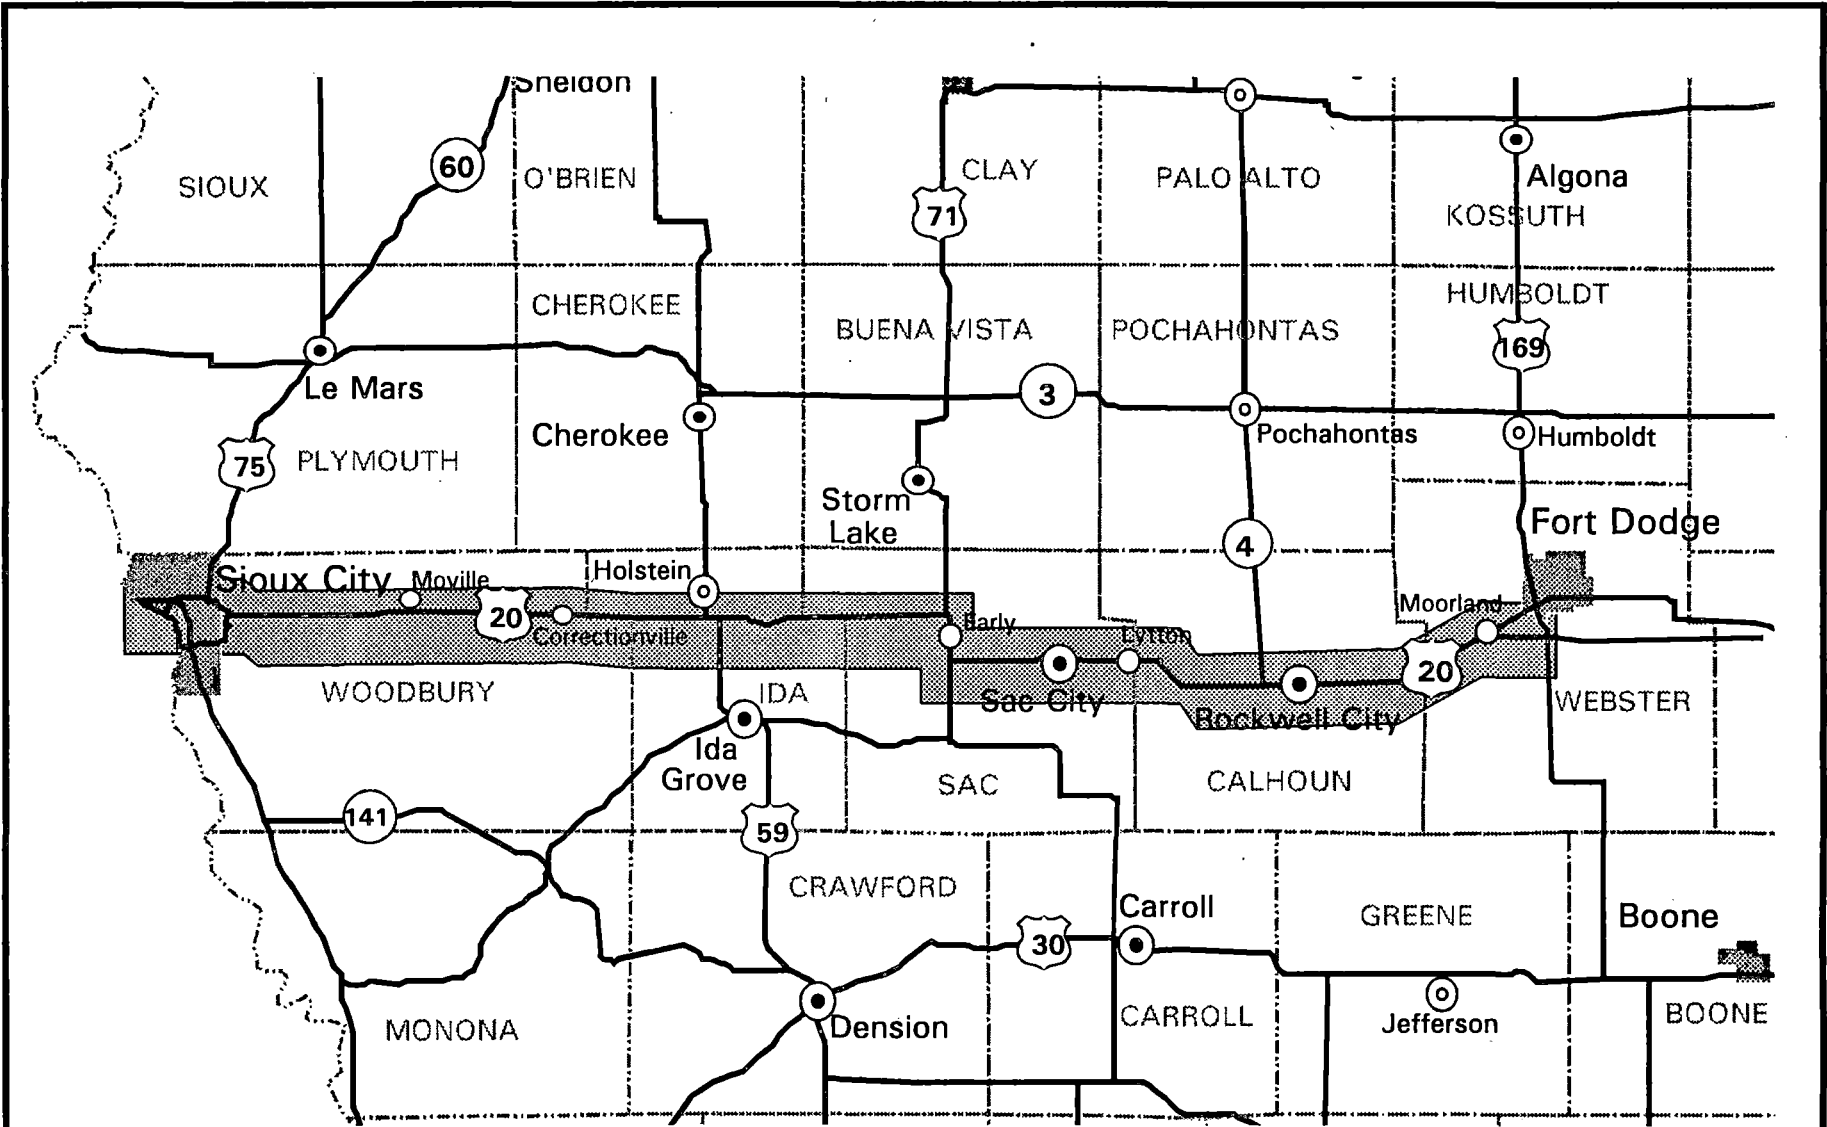 Sheldon
60
SIOUX
O'BRIEN
CLAY
PALO ALTO
Algona
KOSSUTH
71
CHEROKEE
HUMBOLDT
BUENA VISTA
POCHAHONTAS
169
Le Mars
3
Cherokee
Pochahontas
Humboldt
75
PLYMOUTH
Storm
Lake
Fort Dodge
4
Sioux City
Moville
Holstein
20
Correctionville
Early
Lytton
Moorland
20
WOODBURY
IDA
Sac City
Rockwell City
WEBSTER
Ida
Grove
SAC
CALHOUN
141
59
CRAWFORD
Carroll
GREENE
Boone
30
MONONA
Dension
CARROLL
Jefferson
BOONE